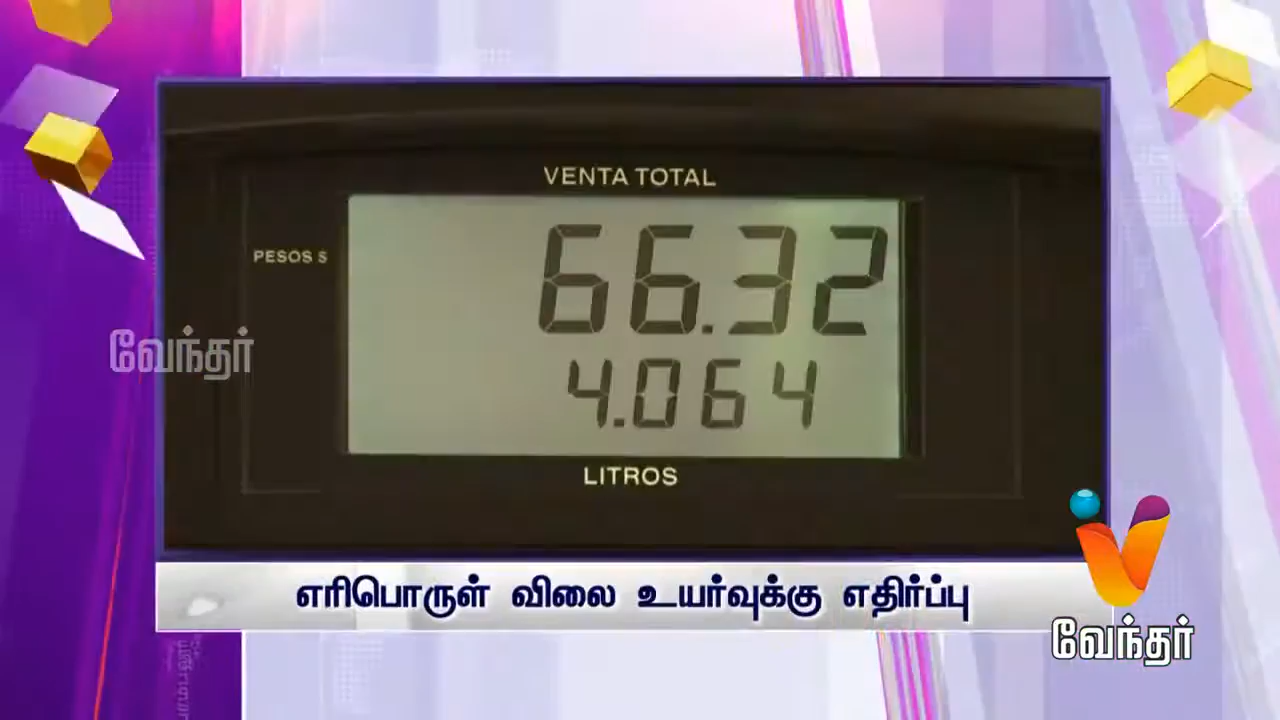 VENTA TOTAL
PESOS $
66.32
4.064
LITROS
வேந்தர்
எரிபொருள் விலை உயர்வுக்கு எதிர்ப்பு
வேந்தர்